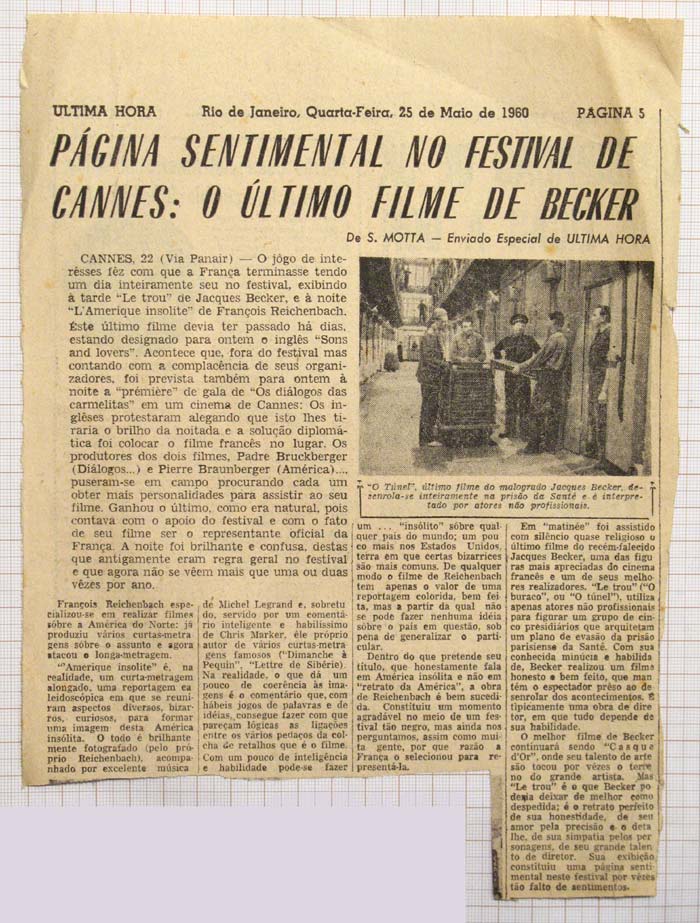 ULTIMA HORA Rio de Janeiro, Quarta-Feira, 25 de Maio de 1960 PÁGINA 5
PÁGINA SENTIMENTAL NO FESTIVAL DE
CANNES: O ÚLTIMO FILME DE BECKER
De S. MOTTA — Enviado Especial de ULTIMA HORA
CANNES, 22 (Via Panair) — O jôgo de inte-
rêsses fêz com que a França terminasse tendo
um dia inteiramente seu no festival, exibindo
à tarde "Le trou" de Jacques Becker, e à noite
"L'Amerique insolite" de François Reichenbach.
Éste último filme devia ter passado há dias,
estando designado para ontem o inglês "Sons
and lovers". Acontece que, fora do festival mas
contando com a complacência de seus organi-
zadores, foi prevista também para ontem à
noite a "prémière" de gala de "Os diálogos das
carmelitas" em um cinema de Cannes: Os in-
glêses protestaram alegando que isto lhes ti-
raria o brilho da noitada e a solução diplomá-
tica foi colocar o filme francês no lugar. Os
produtores dos dois filmes, Padre Bruckberger
(Diálogos...) e Pierre Braunberger (América)...,
puseram-se em campo procurando cada um
obter mais personalidades para assistir ao seu
filme. Ganhou o último, como era natural, pois
contava com o apoio do festival e com o fato
de seu filme ser o representante oficial da
França. A noite foi brilhante e confusa, destas
que antigamente eram regra geral no festival
e que agora não se vêem mais que uma ou duas
vêzes por ano.
François Reichenbach espe-
cializou-se em realizar filmes
sôbre a América do Norte: já
produziu vários curtas-metra-
gens sôbre o assunto e agora
atacou o longa-metragem.
"'Amerique insolite" é, na
realidade, um curta-metragem
alongado, uma reportagem ca
leidoscópica em que se reuni-
ram aspectos diversos, bizar-
ros, curiosos, para formar
uma imagem desta América
insólita. O todo é brilhante
mente fotografado (pelo pró-
prio Reichenbach), acompa-
nhado por excelente música
de Michel Legrand e, sobretu
do, servido por um comentá-
rio inteligente e habilíssimo
de Chris Marker, êle próprio
autor de vários curtas-metra
gens famosos ("Dimanche à
Pequin", "Lettre de Sibérie).
Na realidade, o que dá um
pouco de coerência às ima-
gens é o comentário que, com
hábeis jogos de palavras e de
idéias, consegue fazer com que
pareçam lógicas as ligações
entre os vários pedaços da col-
cha de retalhos que é o filme.
Com um pouco de inteligência
e habilidade pode-se fazer
"O Túnel", último filme do malogrado Jacques Becker, de-
senrola-se inteiramente na prisão da Santé e é interpre-
tado por atores não profissionais.
um ... "insólito" sôbre qual-
quer país do mundo; um pou
co mais nos Estados Unidos,
terra em que certas bizarrices
são mais comuns. De qualquer
modo o filme de Reichenbach
tem apenas o valor de uma
reportagem colorida, bem fei
ta, mas a partir da qual não
se pode fazer nenhuma idéia
sôbre o país em questão, sob
pena de generalizar o parti-
cular.
Dentro do que pretende seu
título, que honestamente fala
em América insólita e não em
"retrato da América", a obra
de Reichenbach é bem sucedi
da. Constituiu um momento
agradável no meio de um fes-
tival tão negro, mas ainda nos
perguntamos, assim como mui
ta gente, por que razão a
França o selecionou para re-
presentá-la.
Em "matinée" foi assistido
com silêncio quase religioso o
último filme do recém-falecido
Jacques Becker, uma das figu
ras mais apreciadas do cinema
francês e um de seus melho-
res realizadores. "Le trou" ("O
buraco", ou "O túnel"), utiliza
apenas atores não profissionais
para figurar um grupo de cin-
co presidiários que arquitetam
um plano de evasão da prisão
parisiense da Santé. Com sua
conhecida minúcia e habilida
de, Becker realizou um filme
honesto e bem feito, que man
têm o espectador prêso ao de-
senrolar dos acontecimentos. É
tipicamente uma obra de dire
tor, em que tudo depende de
sua habilidade.
O melhor filme de Becker
continuará sendo "Casque
d'Or", onde seu talento de arte
são tocou por vêzes o terre
no do grande artista. Mas
"Le trou" é o que Becker po
deria deixar de melhor como
despedida; é o retrato perfeito
de sua honestidade, de seu
amor pela precisão e o deta
lhe, de sua simpatia pelos per
sonagens, de seu grande talen
to de diretor. Sua exibição
constituiu uma página senti-
mental neste festival por vêzes
tão falto de sentimentos.